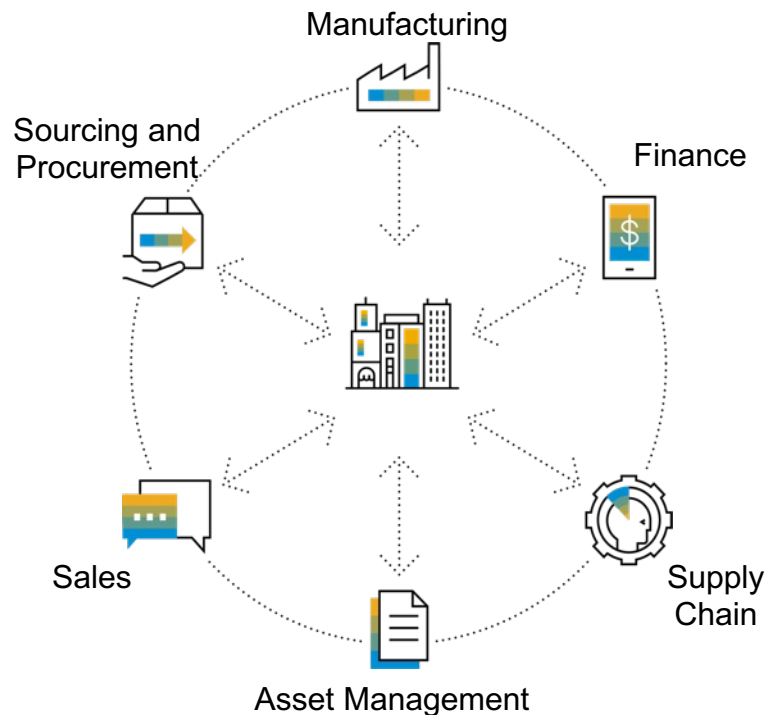 Manufacturing
Sourcing and
Procurement
Finance
$
Sales
Supply
Chain
Asset Management